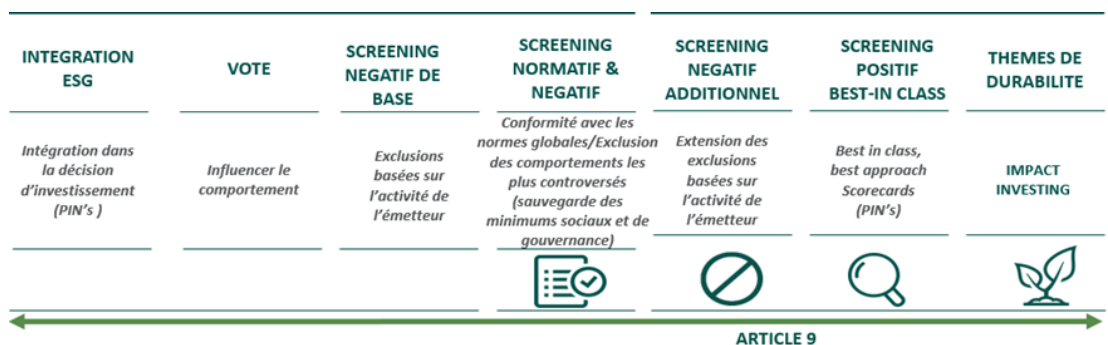 INTEGRATION
ESG
VOTE
SCREENING
NEGATIF DE
BASE
SCREENING
NORMATIF &
NEGATIF
SCREENING
NEGATIF
ADDITIONNEL
SCREENING
POSITIF
BEST-IN CLASS
THEMES DE
DURABILITE
Intégration dans
la décision
d'investissement
(PIN's )
Influencer le
comportement
Exclusions
basées sur
l'activité de
l'émetteur
Conformité avec les
normes globales/Exclusion
des comportements les
plus controversés
(sauvegarde des
minimums sociaux et de
gouvernance)
Extension des
exclusions
basées sur
l'activité de
l'émetteur
Best in class,
best approach
Scorecards
(PIN's)
IMPACT
INVESTING
ARTICLE 9